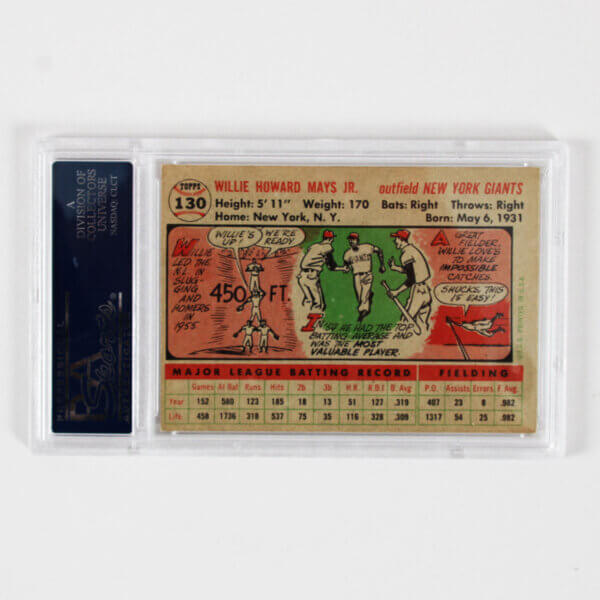 A
DIVISION OF
COLLECTORS
UNIVERSE
NASDAQ: CLCT
TOPPS
130
WILLIE HOWARD MAYS JR.
outfield NEW YORK GIANTS
Height: 5' 11" Weight: 170 Bats: Right Throws: Right
Home: New York, N. Y. Born: May 6, 1931
WILLIE
LED THE
N.L. IN
SLUG-
GING
AND
HOMERS
IN
1955
WILLIE'S
UP!
WE'RE
READY
450 FT.
GIANTS
IN '54 HE HAD THE TOP
BATTING AVERAGE AND
WAS THE MOST
VALUABLE PLAYER.
A GREAT
FIELDER,
WILLIE LOVES
TO MAKE
IMPOSSIBLE
CATCHES.
SHUCKS, THIS
IS EASY!
MAJOR LEAGUE BATTING RECORD
FIELDING
Games At Bat Runs Hits 2b 3b H.R. R.B.I B. Avg P.O. Assists Errors F. Avg.
Year 152 580 123 185 18 13 51 127 .319 407 23 8 .982
Life 458 1736 318 537 75 35 116 328 .309 1317 54 25 .982